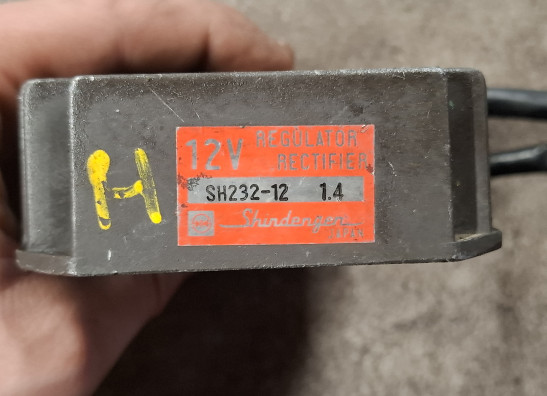 H
12V REGULATOR
RECTIFIER
SH232-12 1.4
Shindengen
JAPAN